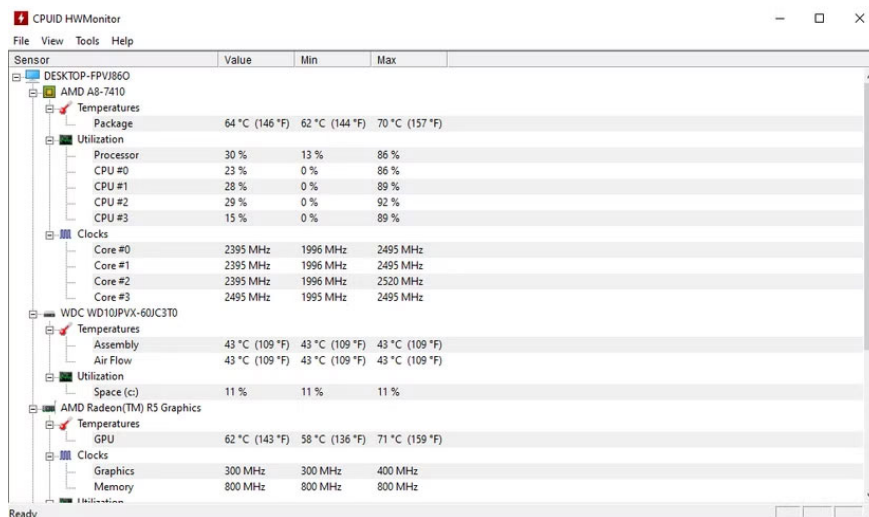 CPUID HWMonitor
File View Tools Help
Sensor Value Min Max
DESKTOP-FPVJ86O
AMD A8-7410
Temperatures
Package 64 °C (146 °F) 62 °C (144 °F) 70 °C (157 °F)
Utilization
Processor 30 % 13 % 86 %
CPU #0 23 % 0 % 86 %
CPU #1 28 % 0 % 89 %
CPU #2 29 % 0 % 92 %
CPU #3 15 % 0 % 89 %
Clocks
Core #0 2395 MHz 1996 MHz 2495 MHz
Core #1 2395 MHz 1996 MHz 2495 MHz
Core #2 2395 MHz 1996 MHz 2520 MHz
Core #3 2495 MHz 1995 MHz 2495 MHz
WDC WD10JPVX-60JC3T0
Temperatures
Assembly 43 °C (109 °F) 43 °C (109 °F) 43 °C (109 °F)
Air Flow 43 °C (109 °F) 43 °C (109 °F) 43 °C (109 °F)
Utilization
Space (c:) 11 % 11 % 11 %
AMD Radeon(TM) R5 Graphics
Temperatures
GPU 62 °C (143 °F) 58 °C (136 °F) 71 °C (159 °F)
Clocks
Graphics 300 MHz 300 MHz 400 MHz
Memory 800 MHz 800 MHz 800 MHz
Utilization
Ready